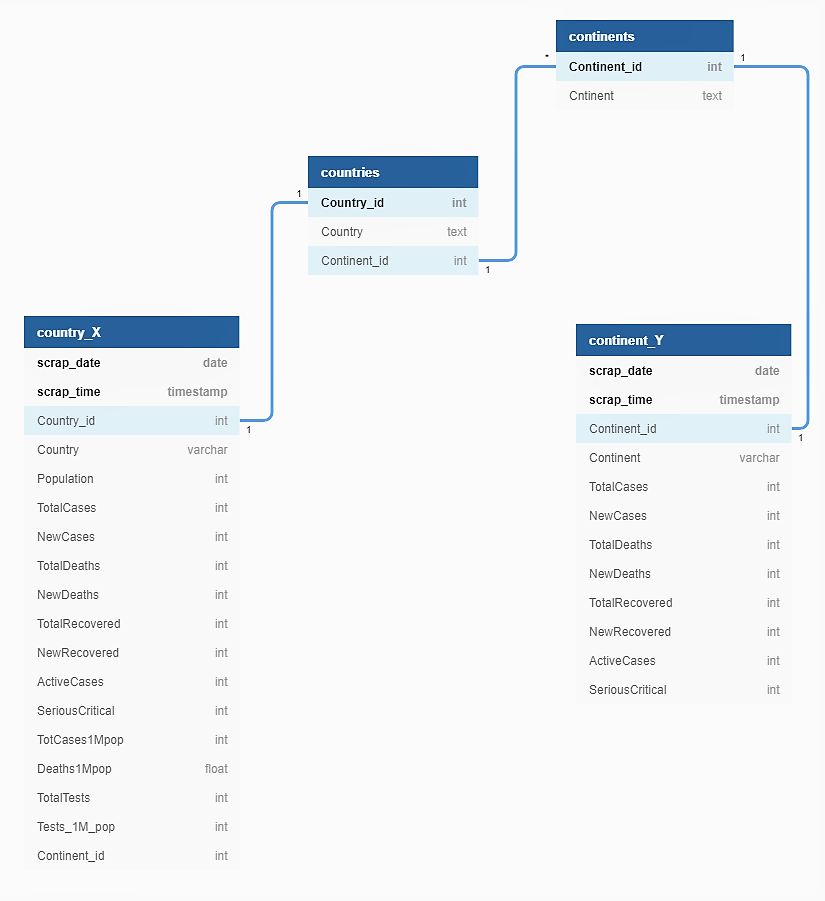 continents
* Continent_id int 1
Cntinent text
countries
1 Country_id int
Country text
Continent_id int 1
country_X
scrap_date date
scrap_time timestamp
Country_id int 1
Country varchar
Population int
TotalCases int
NewCases int
TotalDeaths int
NewDeaths int
TotalRecovered int
NewRecovered int
ActiveCases int
SeriousCritical int
TotCases1Mpop int
Deaths1Mpop float
TotalTests int
Tests_1M_pop int
Continent_id int
continent_Y
scrap_date date
scrap_time timestamp
Continent_id int 1
Continent varchar
TotalCases int
NewCases int
TotalDeaths int
NewDeaths int
TotalRecovered int
NewRecovered int
ActiveCases int
SeriousCritical int